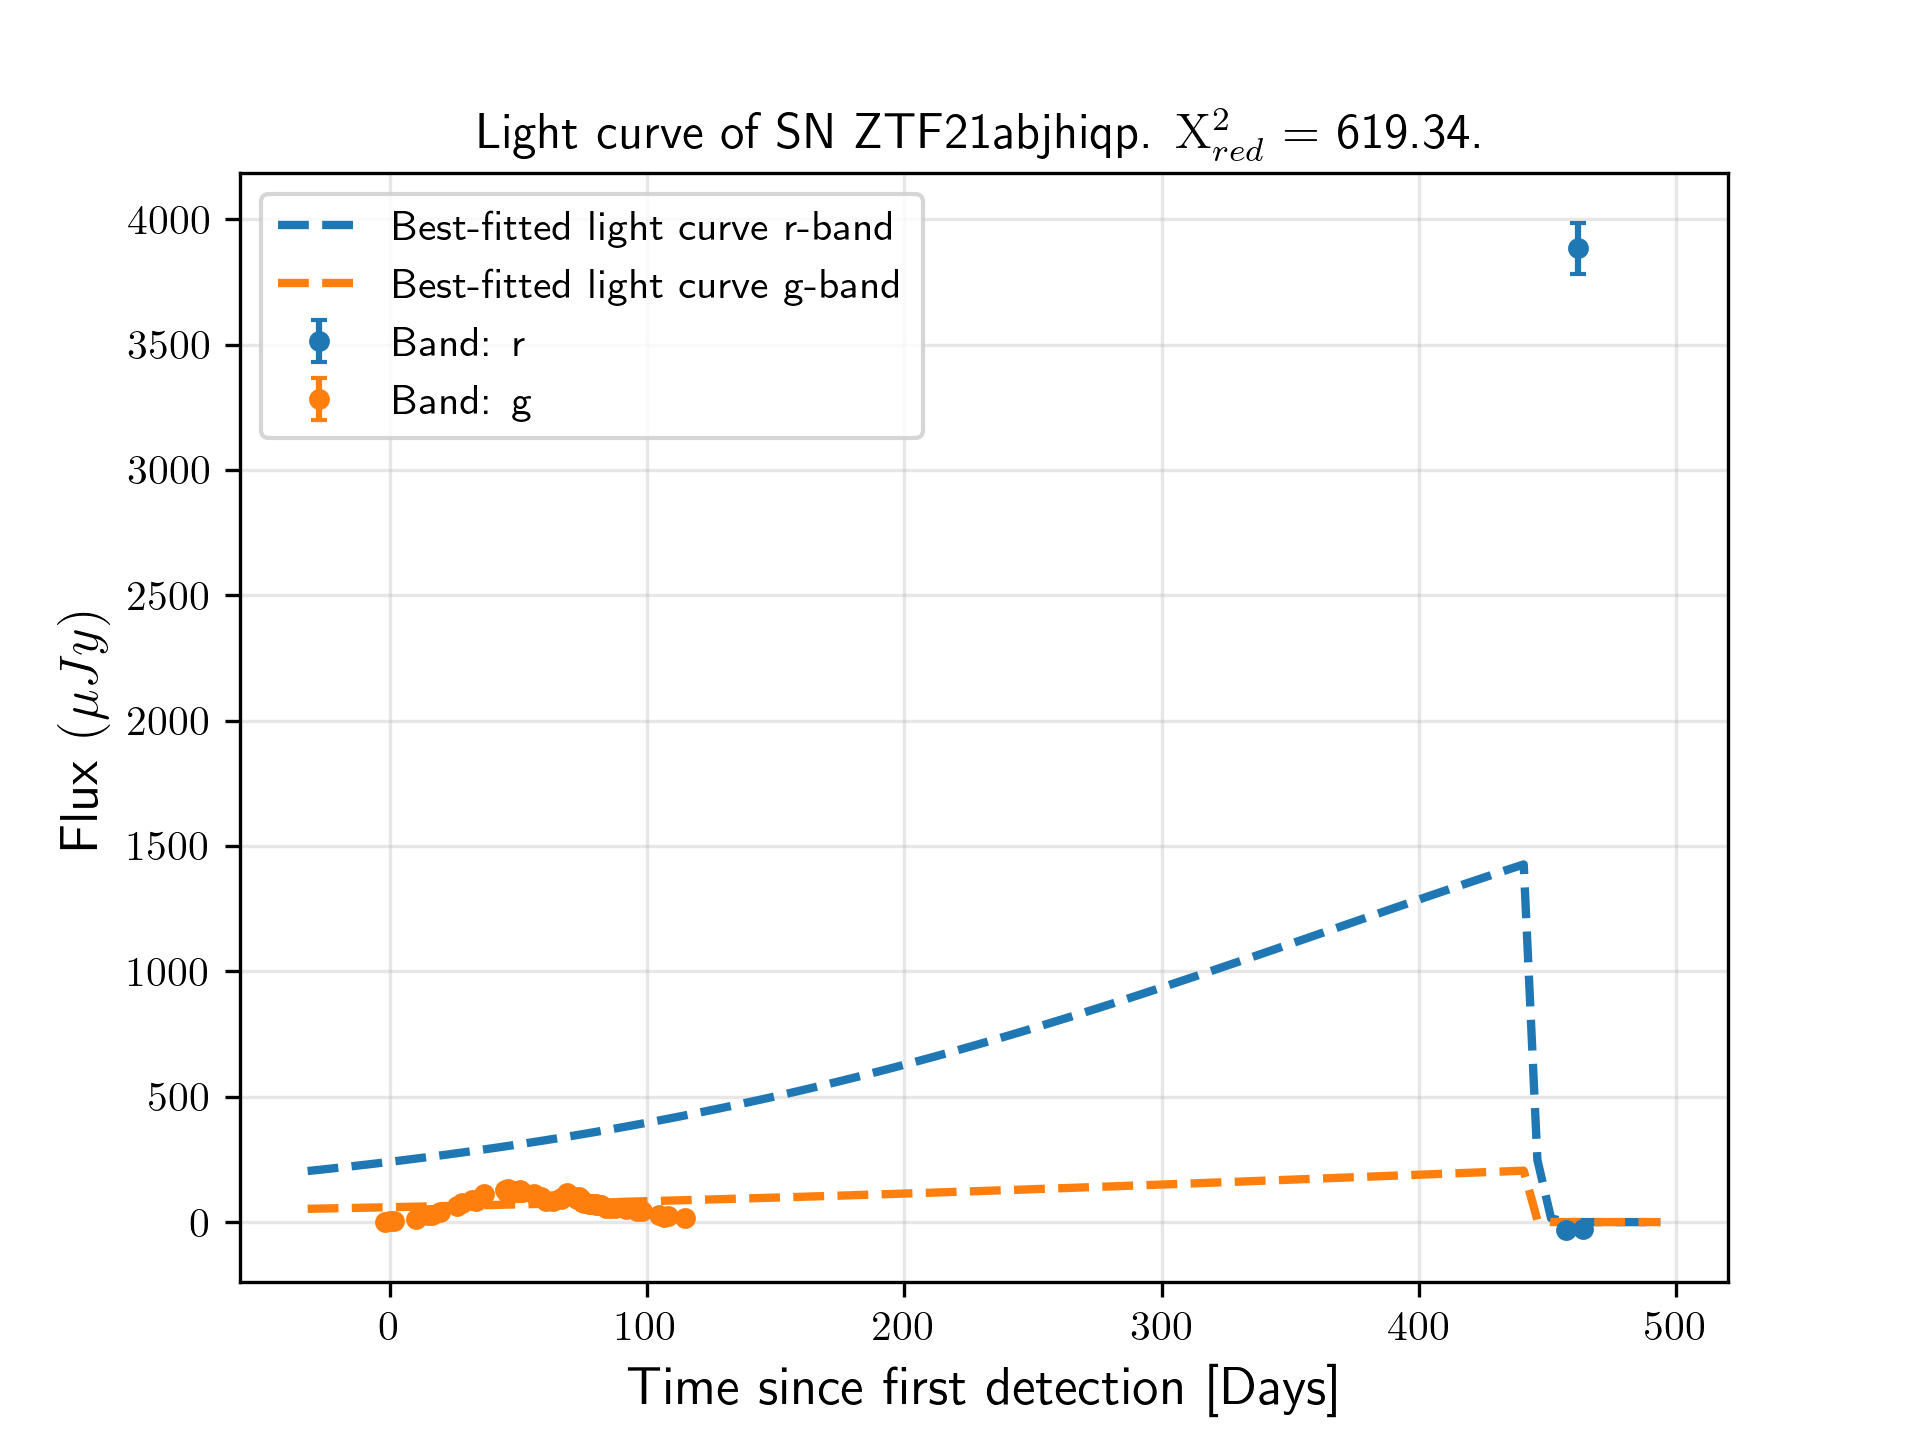 Light curve of SN ZTF21abjhiqp. X²_red = 619.34.
Best-fitted light curve r-band
Best-fitted light curve g-band
Band: r
Band: g
4000
3500
3000
2500
2000
1500
1000
500
0
Flux (μJy)
0 100 200 300 400 500
Time since first detection [Days]